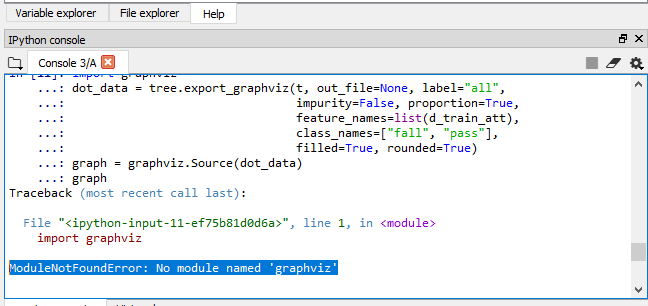 Variable explorer File explorer Help
IPython console
Console 3/A
In [11]: import graphviz
...: dot_data = tree.export_graphviz(t, out_file=None, label="all",
...: impurity=False, proportion=True,
...: feature_names=list(d_train_att),
...: class_names=["fall", "pass"],
...: filled=True, rounded=True)
...: graph = graphviz.Source(dot_data)
...: graph
Traceback (most recent call last):
File "<ipython-input-11-ef75b81d0d6a>", line 1, in <module>
import graphviz
ModuleNotFoundError: No module named 'graphviz'